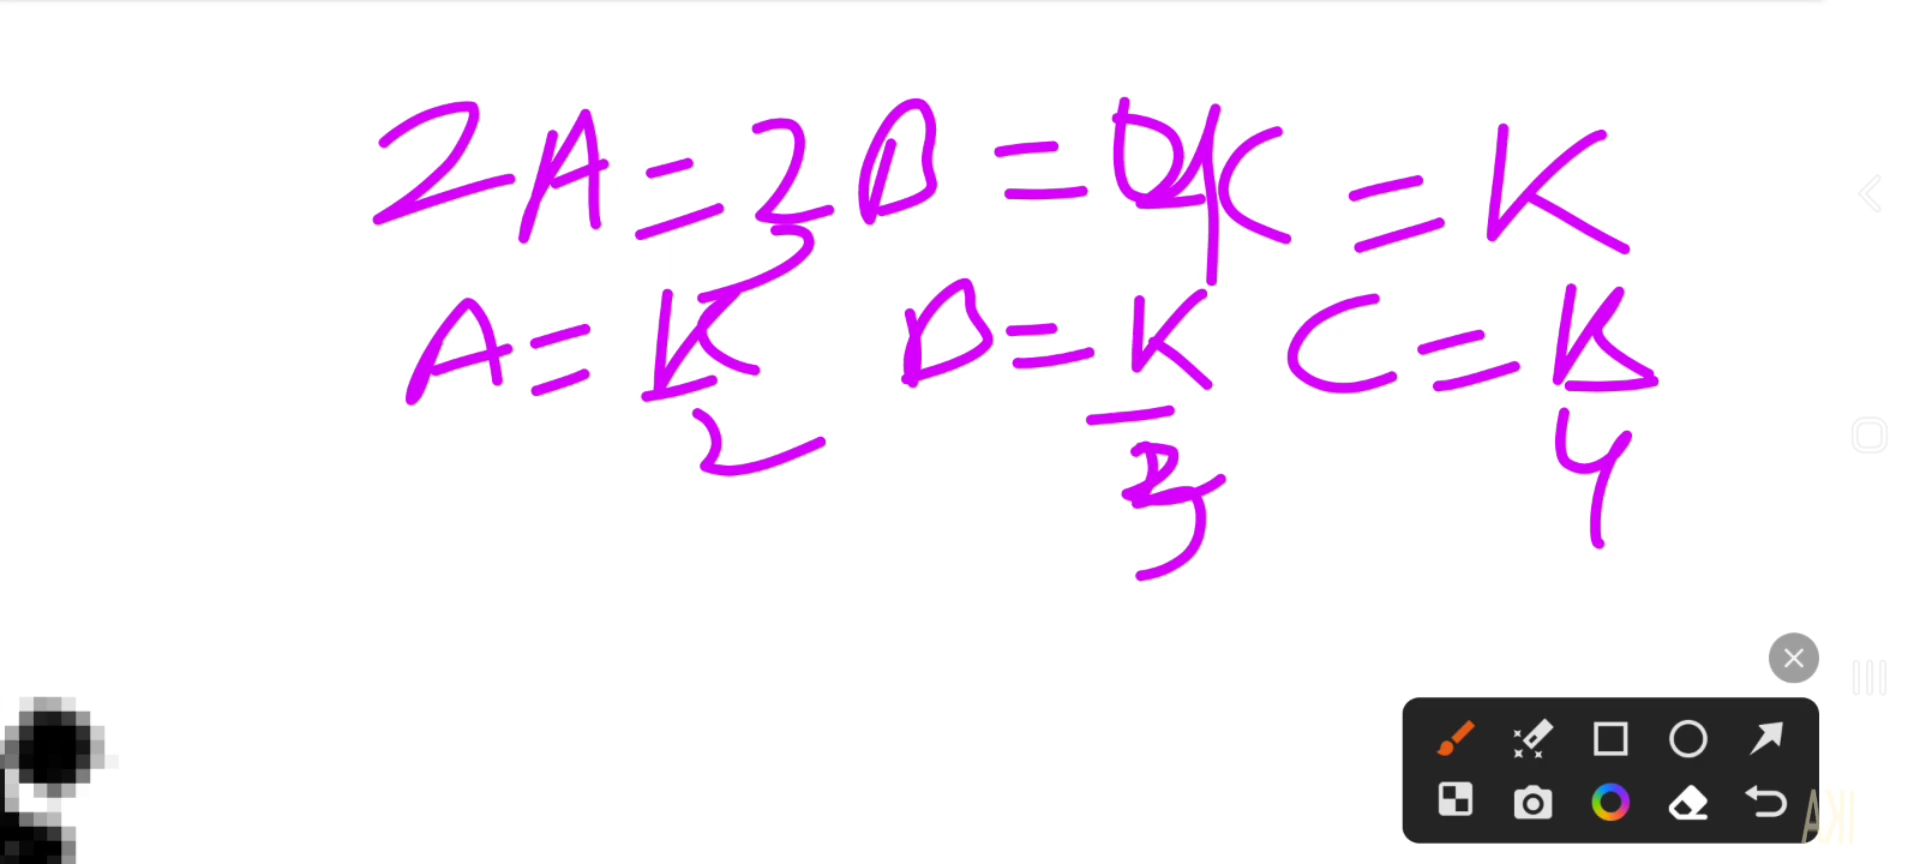 2A = 3B = 4C = K
A = K/2 B = K/3 C = K/4